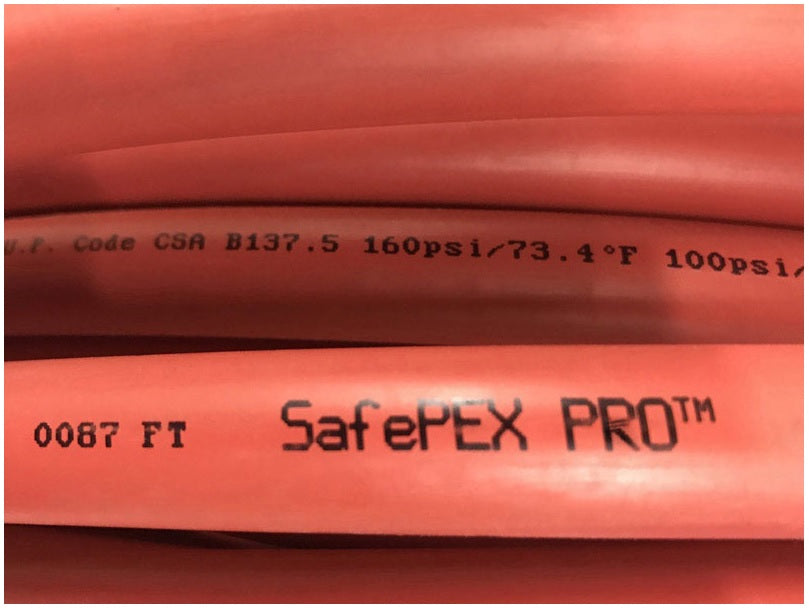 U.P. Code CSA B137.5 160psi/73.4°F 100psi/
0087 FT SafePEX PRO™